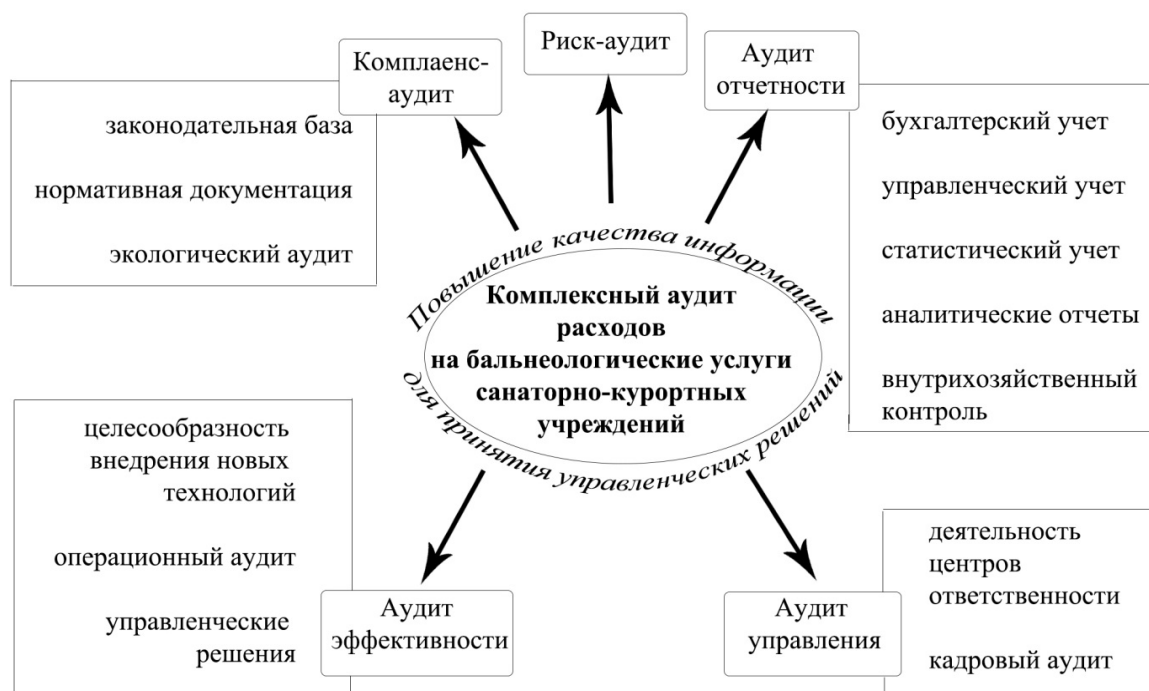 Риск-аудит
Комплаенс-
аудит
Аудит
отчетности
законодательная база
нормативная документация
экологический аудит
бухгалтерский учет
управленческий учет
статистический учет
аналитические отчеты
внутрихозяйственный
контроль
Повышение качества информации
Комплексный аудит
расходов
на бальнеологические услуги
санаторно-курортных
учреждений
для принятия управленческих решений
целесообразность
внедрения новых
технологий
операционный аудит
управленческие
решения
Аудит
эффективности
Аудит
управления
деятельность
центров
ответственности
кадровый аудит